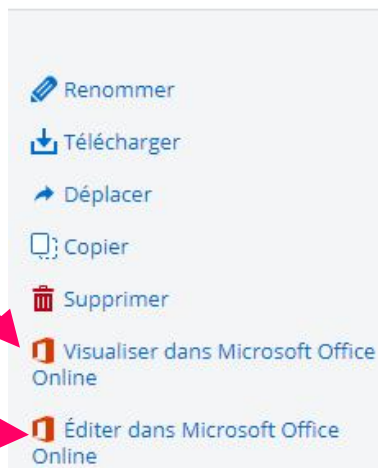 Renommer
Télécharger
Déplacer
Copier
Supprimer
Visualiser dans Microsoft Office
Online
Éditer dans Microsoft Office
Online